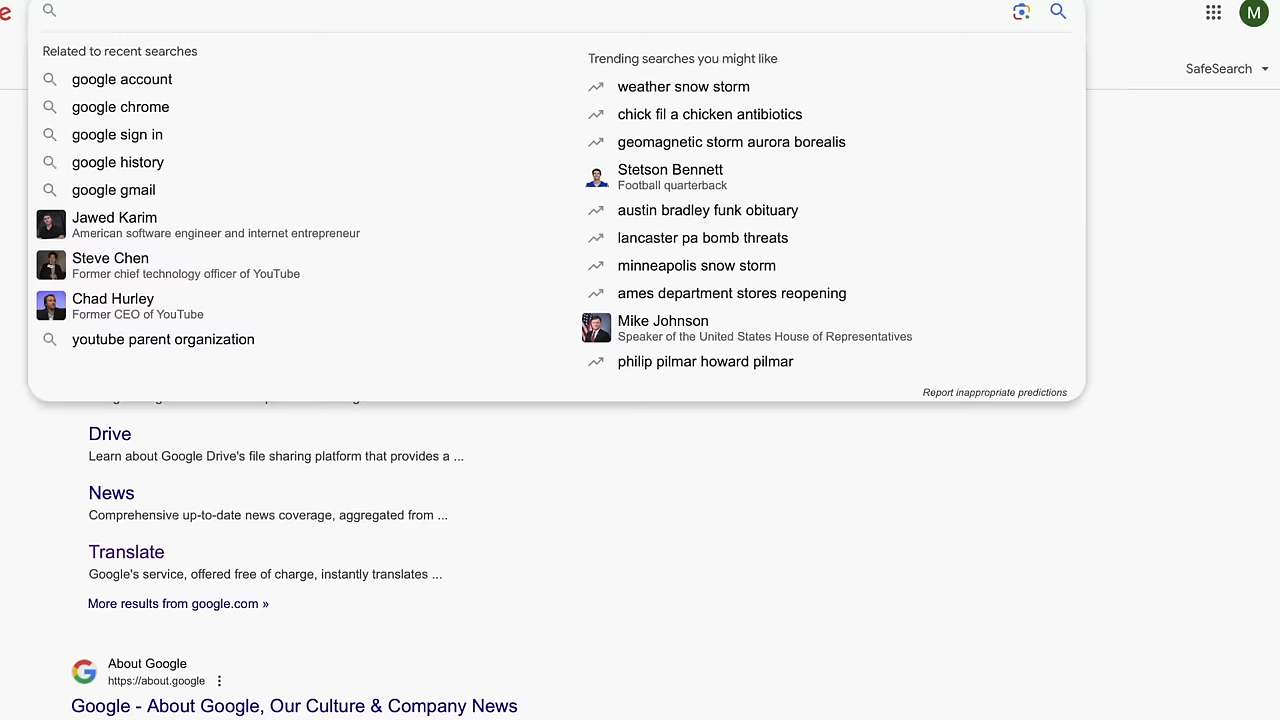 e
M
SafeSearch
Related to recent searches
google account
google chrome
google sign in
google history
google gmail
Jawed Karim
American software engineer and internet entrepreneur
Steve Chen
Former chief technology officer of YouTube
Chad Hurley
Former CEO of YouTube
youtube parent organization
Trending searches you might like
weather snow storm
chick fil a chicken antibiotics
geomagnetic storm aurora borealis
Stetson Bennett
Football quarterback
austin bradley funk obituary
lancaster pa bomb threats
minneapolis snow storm
ames department stores reopening
Mike Johnson
Speaker of the United States House of Representatives
philip pilmar howard pilmar
Report inappropriate predictions
Drive
Learn about Google Drive's file sharing platform that provides a ...
News
Comprehensive up-to-date news coverage, aggregated from ...
Translate
Google's service, offered free of charge, instantly translates ...
More results from google.com »
About Google
https://about.google
Google - About Google, Our Culture & Company News